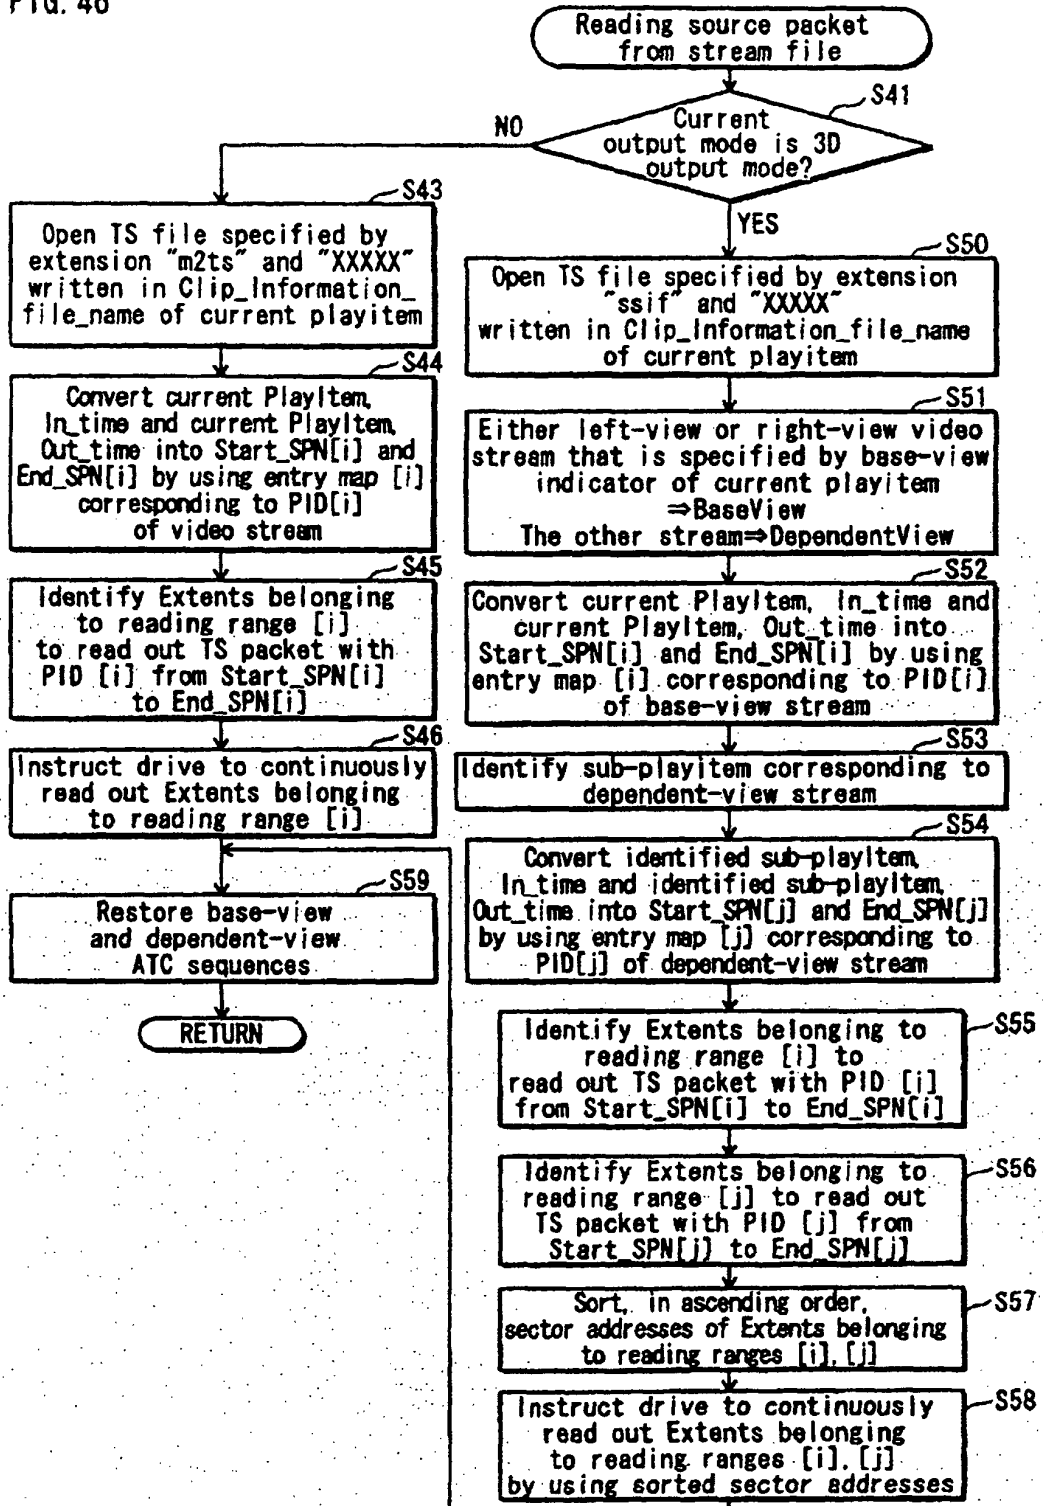 FIG. 46
Reading source packet
from stream file
S41
Current
output mode is 3D
output mode?
NO
YES
S43
Open TS file specified by
extension "m2ts" and "XXXXX"
written in Clip_Information_
file_name of current playitem
S44
Convert current PlayItem,
In_time and current PlayItem,
Out_time into Start_SPN[i] and
End_SPN[i] by using entry map [i]
corresponding to PID[i]
of video stream
S45
Identify Extents belonging
to reading range [i]
to read out TS packet with
PID [i] from Start_SPN[i]
to End_SPN[i]
S46
Instruct drive to continuously
read out Extents belonging
to reading range [i]
S59
Restore base-view
and dependent-view
ATC sequences
RETURN
S50
Open TS file specified by extension
"ssif" and "XXXXX"
written in Clip_Information_file_name
of current playitem
S51
Either left-view or right-view video
stream that is specified by base-view
indicator of current playitem
⇒BaseView
The other stream⇒DependentView
S52
Convert current PlayItem, In_time and
current PlayItem, Out_time into
Start_SPN[i] and End_SPN[i] by using
entry map [i] corresponding to PID[i]
of base-view stream
S53
Identify sub-playitem corresponding to
dependent-view stream
S54
Convert identified sub-playItem,
In_time and identified sub-playItem,
Out_time into Start_SPN[j] and End_SPN[j]
by using entry map [j] corresponding to
PID[j] of dependent-view stream
S55
Identify Extents belonging to
reading range [i] to
read out TS packet with PID [i]
from Start_SPN[i] to End_SPN[i]
S56
Identify Extents belonging to
reading range [j] to read out
TS packet with PID [j] from
Start_SPN[j] to End_SPN[j]
S57
Sort, in ascending order,
sector addresses of Extents belonging
to reading ranges [i], [j]
S58
Instruct drive to continuously
read out Extents belonging
to reading ranges [i], [j]
by using sorted sector addresses